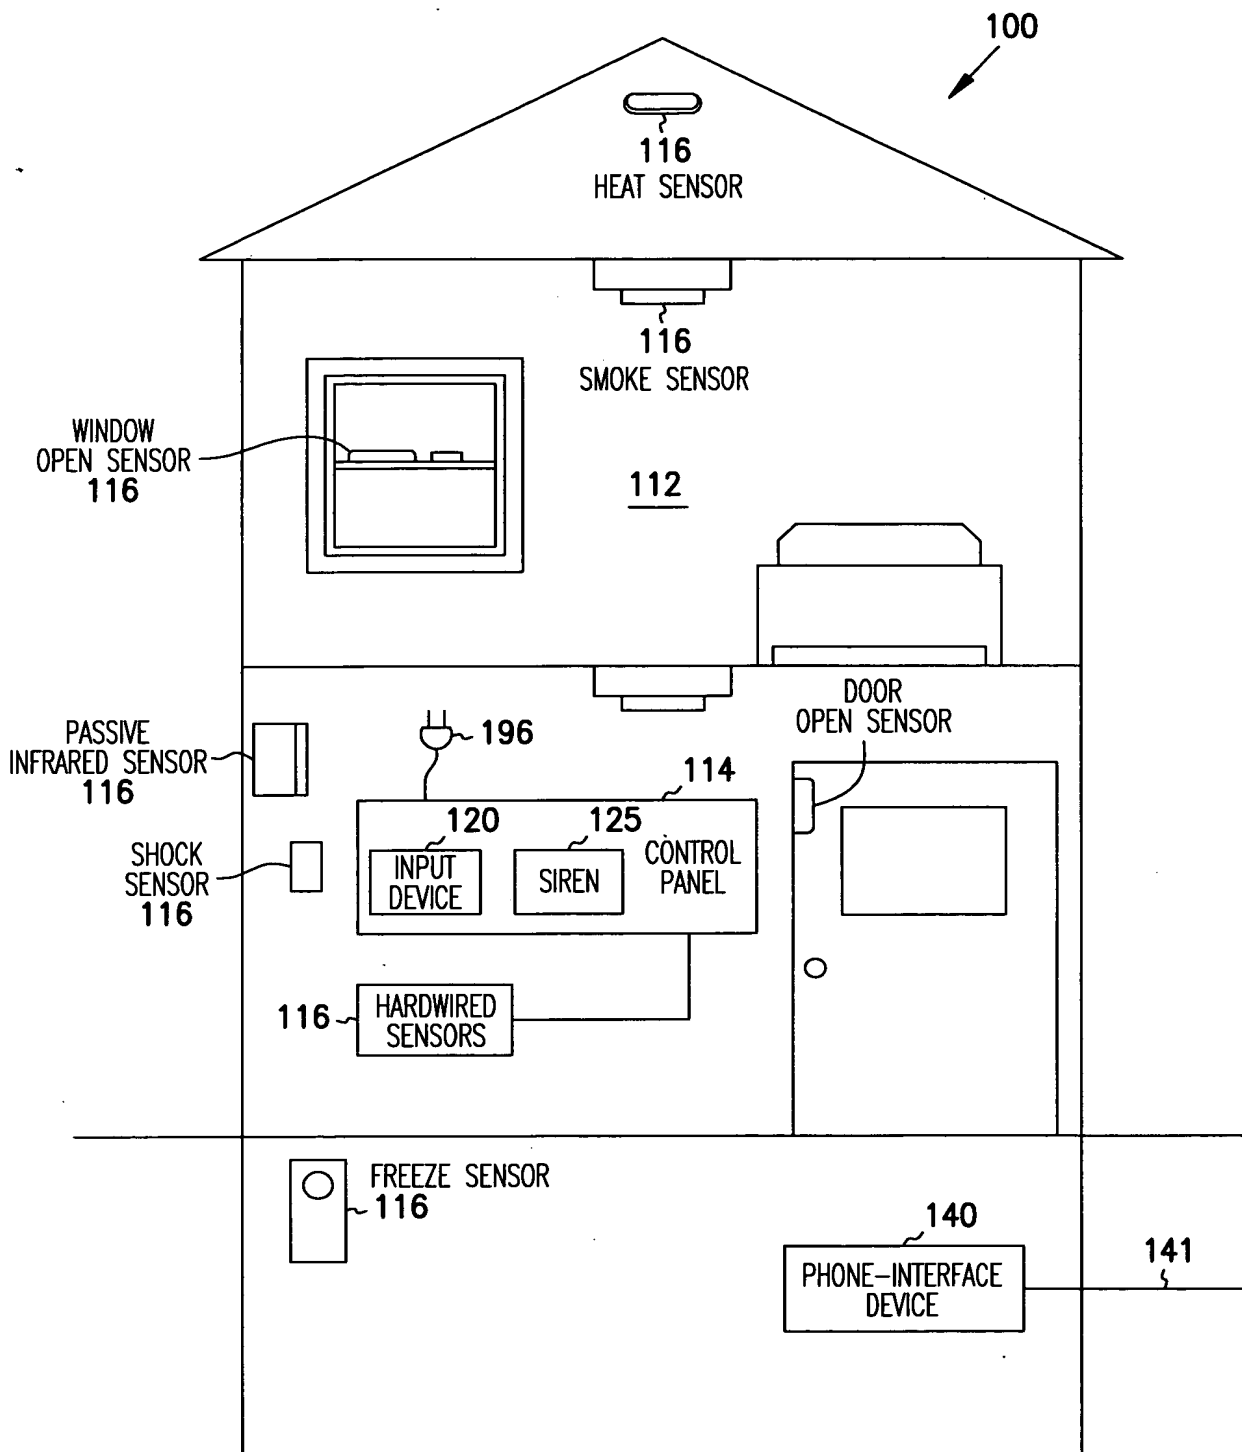 100
116
HEAT SENSOR
116
SMOKE SENSOR
WINDOW
OPEN SENSOR
116
112
DOOR
OPEN SENSOR
PASSIVE
INFRARED SENSOR
116
196
114
120
125
INPUT
DEVICE
SIREN
CONTROL
PANEL
SHOCK
SENSOR
116
116
HARDWIRED
SENSORS
FREEZE SENSOR
116
140
PHONE-INTERFACE
DEVICE
141